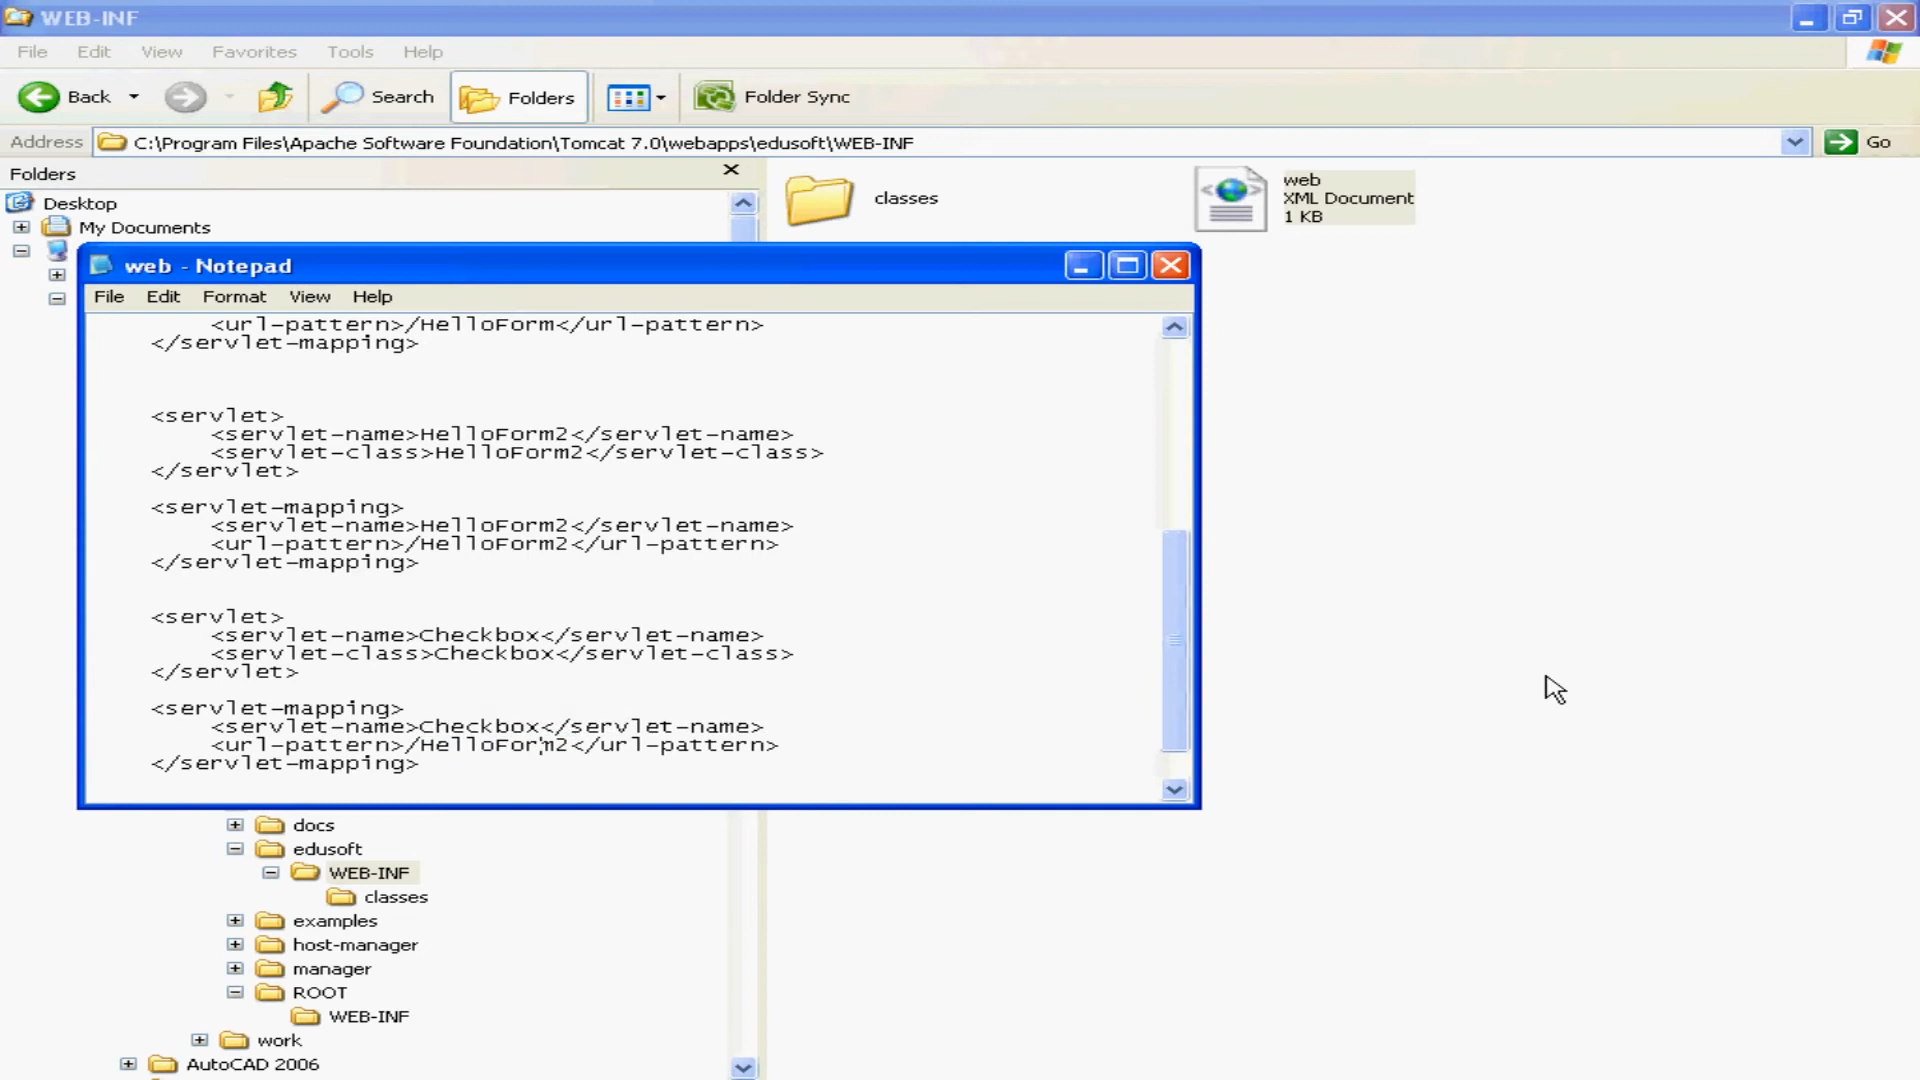 WEB-INF
File Edit View Favorites Tools Help
Back Search Folders Folder Sync
Address C:\Program Files\Apache Software Foundation\Tomcat 7.0\webapps\edusoft\WEB-INF Go
Folders
Desktop
My Documents
classes
web
XML Document
1 KB
web - Notepad
File Edit Format View Help
<url-pattern>/HelloForm</url-pattern>
</servlet-mapping>
<servlet>
<servlet-name>HelloForm2</servlet-name>
<servlet-class>HelloForm2</servlet-class>
</servlet>
<servlet-mapping>
<servlet-name>HelloForm2</servlet-name>
<url-pattern>/HelloForm2</url-pattern>
</servlet-mapping>
<servlet>
<servlet-name>Checkbox</servlet-name>
<servlet-class>Checkbox</servlet-class>
</servlet>
<servlet-mapping>
<servlet-name>Checkbox</servlet-name>
<url-pattern>/HelloForm2</url-pattern>
</servlet-mapping>
docs
edusoft
WEB-INF
classes
examples
host-manager
manager
ROOT
WEB-INF
work
AutoCAD 2006